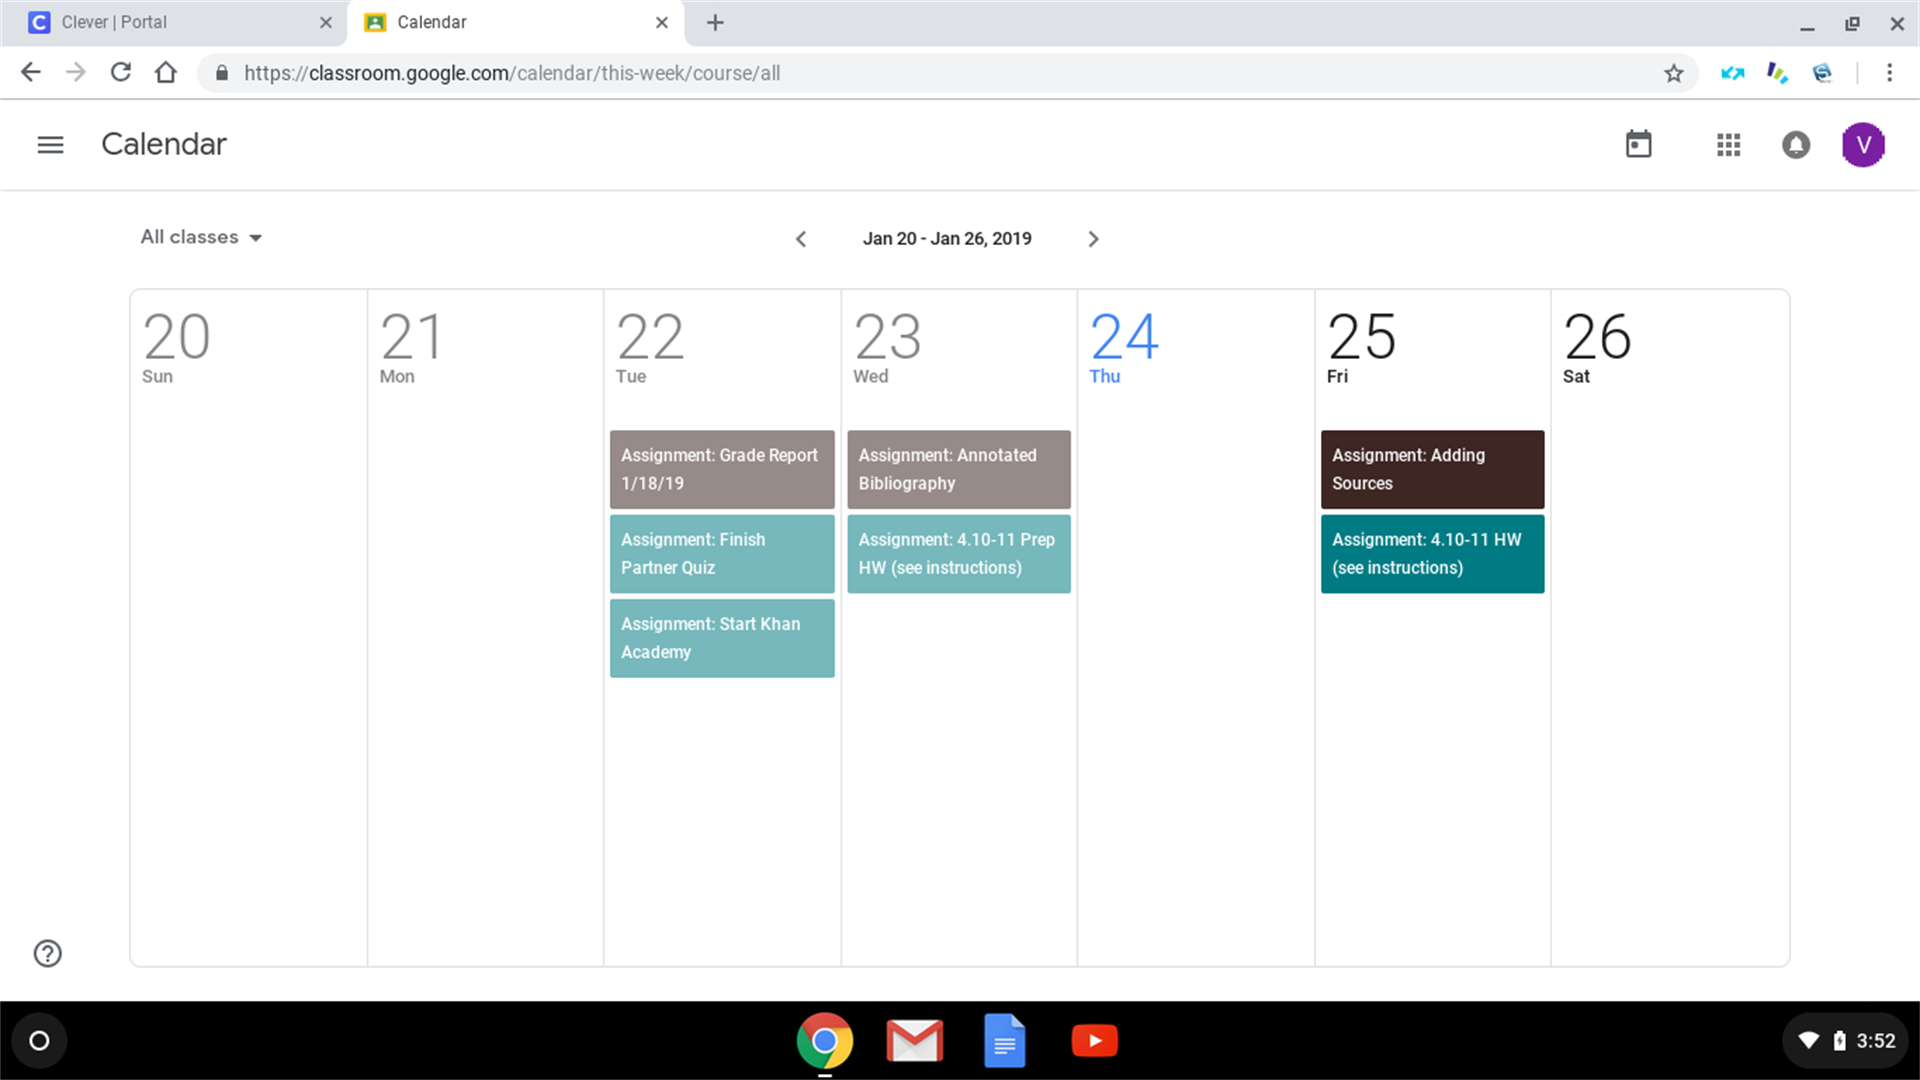 Clever | Portal
Calendar
https://classroom.google.com/calendar/this-week/course/all
Calendar
V
All classes
Jan 20 - Jan 26, 2019
20
Sun
21
Mon
22
Tue
23
Wed
24
Thu
25
Fri
26
Sat
Assignment: Grade Report
1/18/19
Assignment: Finish
Partner Quiz
Assignment: Start Khan
Academy
Assignment: Annotated
Bibliography
Assignment: 4.10-11 Prep
HW (see instructions)
Assignment: Adding
Sources
Assignment: 4.10-11 HW
(see instructions)
3:52